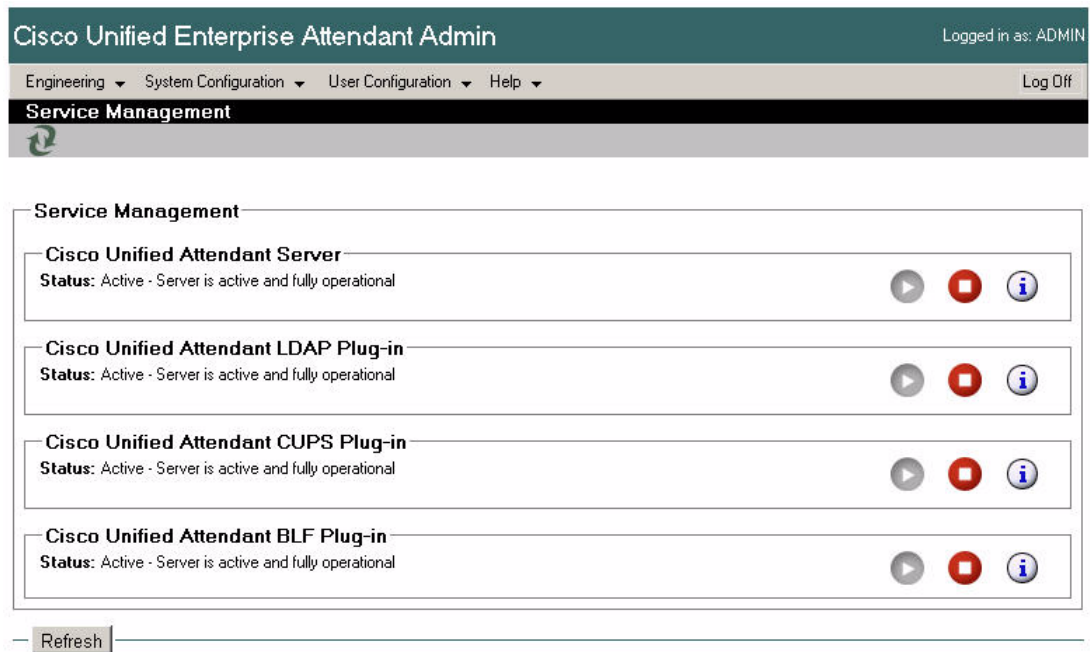 Cisco Unified Enterprise Attendant Admin
Logged in as: ADMIN
Engineering System Configuration User Configuration Help Log Off
Service Management
Service Management
Cisco Unified Attendant Server
Status: Active - Server is active and fully operational
Cisco Unified Attendant LDAP Plug-in
Status: Active - Server is active and fully operational
Cisco Unified Attendant CUPS Plug-in
Status: Active - Server is active and fully operational
Cisco Unified Attendant BLF Plug-in
Status: Active - Server is active and fully operational
Refresh